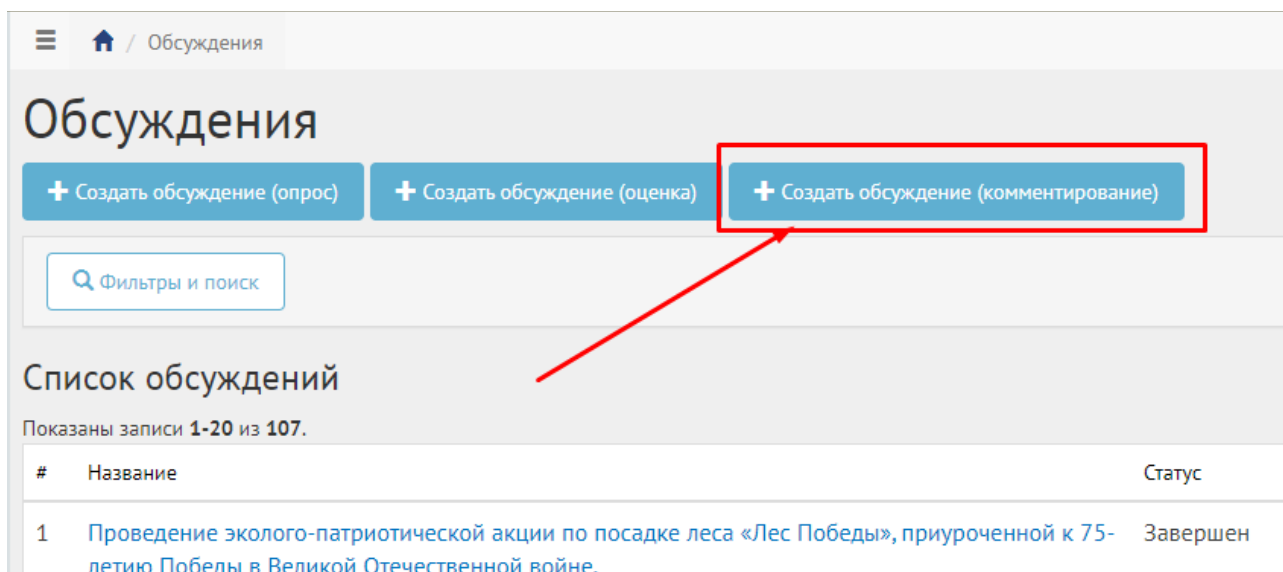 / Обсуждения
Обсуждения
Создать обсуждение (опрос) Создать обсуждение (оценка) Создать обсуждение (комментирование)
Фильтры и поиск
Список обсуждений
Показаны записи 1-20 из 107.
# Название Статус
1 Проведение эколого-патриотической акции по посадке леса «Лес Победы», приуроченной к 75- Завершен
летию Победы в Великой Отечественной войне.